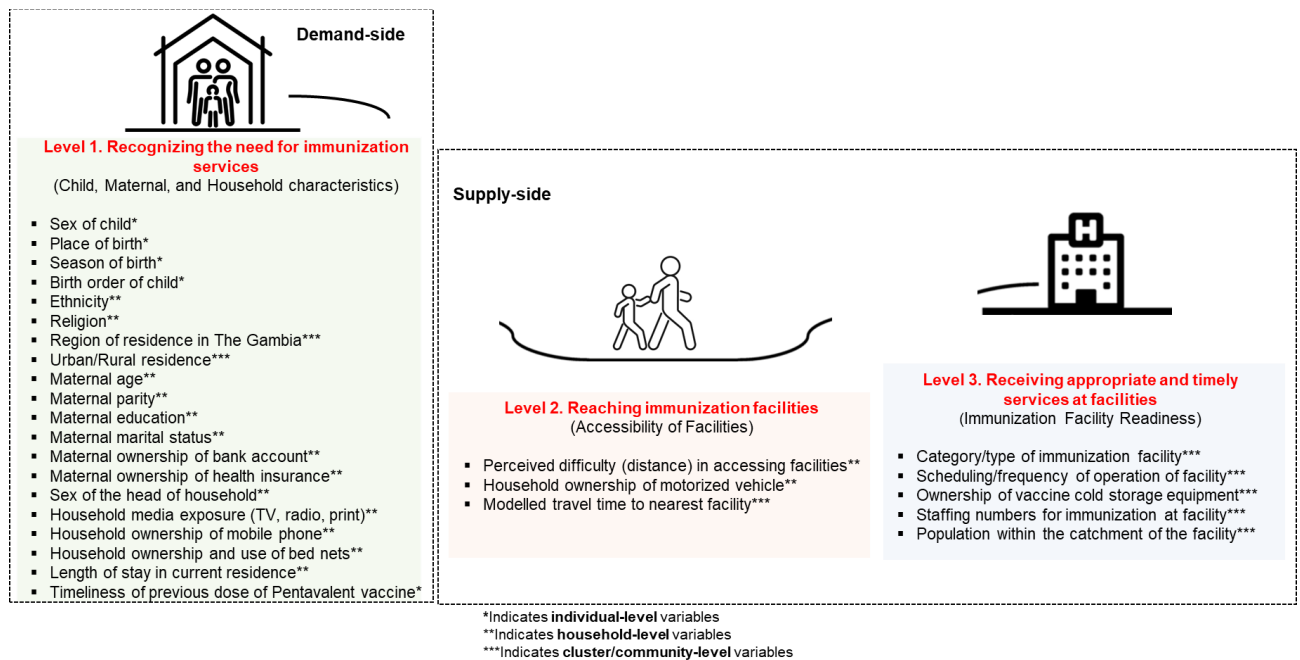 Demand-side
Level 1. Recognizing the need for immunization
services
(Child, Maternal, and Household characteristics)
▪ Sex of child*
▪ Place of birth*
▪ Season of birth*
▪ Birth order of child*
▪ Ethnicity**
▪ Religion**
▪ Region of residence in The Gambia***
▪ Urban/Rural residence***
▪ Maternal age**
▪ Maternal parity**
▪ Maternal education**
▪ Maternal marital status**
▪ Maternal ownership of bank account**
▪ Maternal ownership of health insurance**
▪ Sex of the head of household**
▪ Household media exposure (TV, radio, print)**
▪ Household ownership of mobile phone**
▪ Household ownership and use of bed nets**
▪ Length of stay in current residence**
▪ Timeliness of previous dose of Pentavalent vaccine*
Supply-side
Level 2. Reaching immunization facilities
(Accessibility of Facilities)
▪ Perceived difficulty (distance) in accessing facilities**
▪ Household ownership of motorized vehicle**
▪ Modelled travel time to nearest facility***
H
Level 3. Receiving appropriate and timely
services at facilities
(Immunization Facility Readiness)
▪ Category/type of immunization facility***
▪ Scheduling/frequency of operation of facility***
▪ Ownership of vaccine cold storage equipment***
▪ Staffing numbers for immunization at facility***
▪ Population within the catchment of the facility***
*Indicates individual-level variables
**Indicates household-level variables
***Indicates cluster/community-level variables